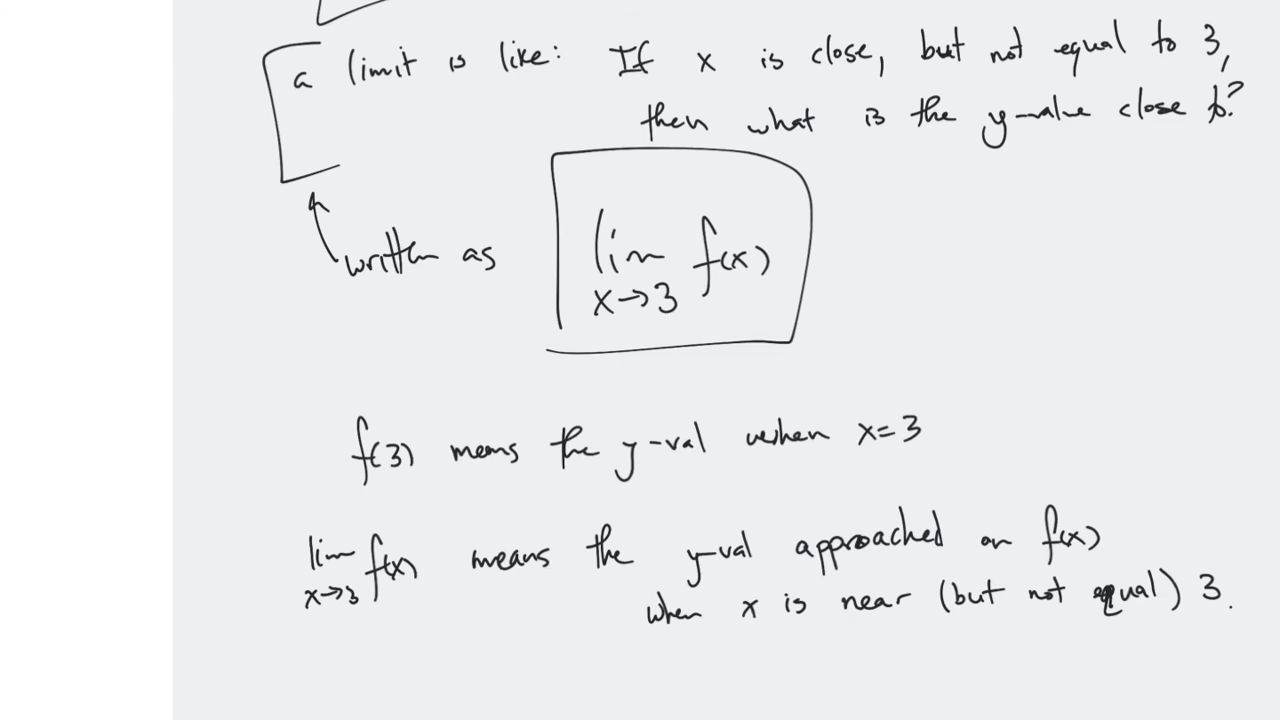 a limit is like: If x is close, but not equal to 3,
then what is the y-value close to?
written as
lim x→3 f(x)
f(3) means the y-val when x=3
lim x→3 f(x) means the y-val approached on f(x)
when x is near (but not equal) 3.